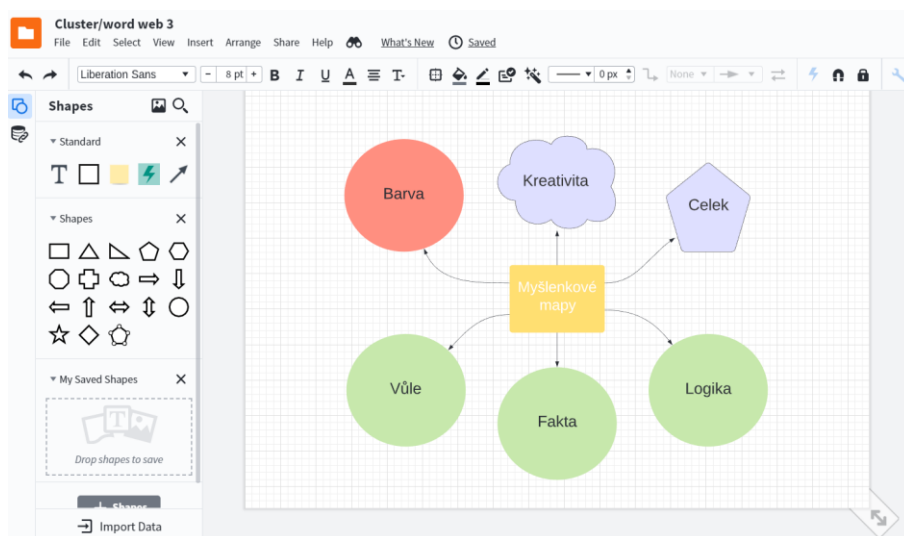 Cluster/word web 3
File Edit Select View Insert Arrange Share Help What's New Saved
Liberation Sans - 8 pt + B I U A T 0 px None
Shapes
Standard
T
Shapes
My Saved Shapes
T
Drop shapes to save
+ Shapes
Import Data
Barva
Kreativita
Celek
Myšlenkové
mapy
Vůle
Fakta
Logika